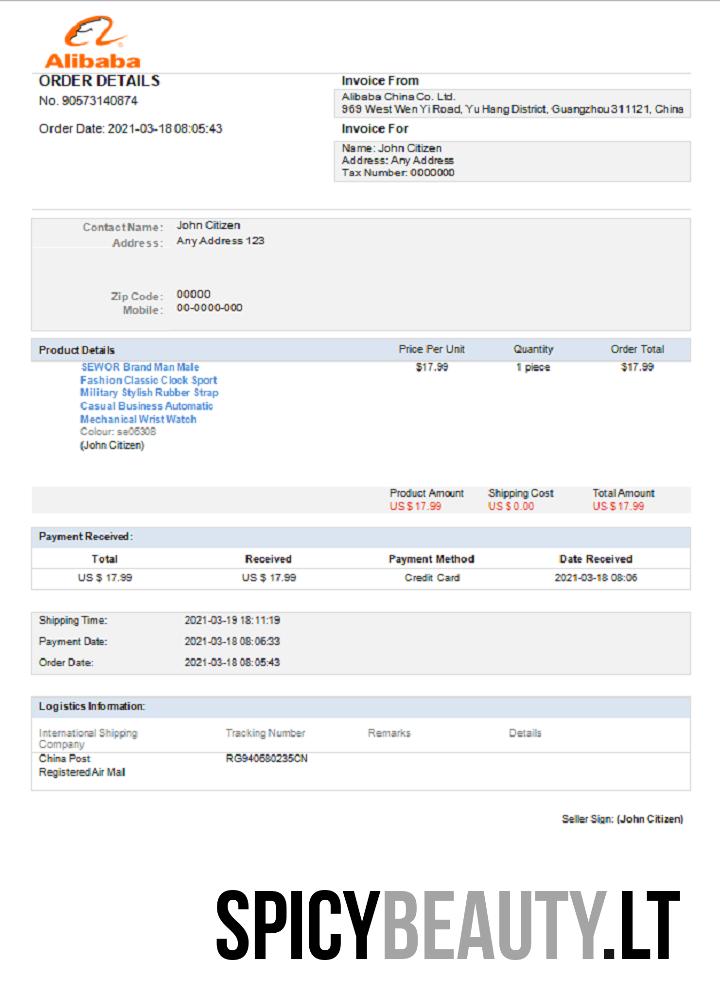 Alibaba
ORDER DETAILS
No. 90573140874
Order Date: 2021-03-18 08:05:43
Invoice From
Alibaba China Co. Ltd.
969 West Wen Yi Road, Yu Hang District, Guangzhou 311121, China
Invoice For
Name: John Citizen
Address: Any Address
Tax Number: 0000000
Contact Name: John Citizen
Address: Any Address 123
Zip Code: 00000
Mobile: 00-0000-000
Product Details Price Per Unit Quantity Order Total
SEWOR Brand Man Male $17.99 1 piece $17.99
Fashion Classic Clock Sport
Military Stylish Rubber Strap
Casual Business Automatic
Mechanical Wrist Watch
Colour: se06308
(John Citizen)
Product Amount Shipping Cost Total Amount
US $ 17.99 US $ 0.00 US $ 17.99
Payment Received:
Total Received Payment Method Date Received
US $ 17.99 US $ 17.99 Credit Card 2021-03-18 08:06
Shipping Time: 2021-03-19 18:11:19
Payment Date: 2021-03-18 08:06:33
Order Date: 2021-03-18 08:05:43
Logistics Information:
International Shipping Tracking Number Remarks Details
Company
China Post RG940680235CN
Registered Air Mail
Seller Sign: (John Citizen)
SPICYBEAUTY.LT